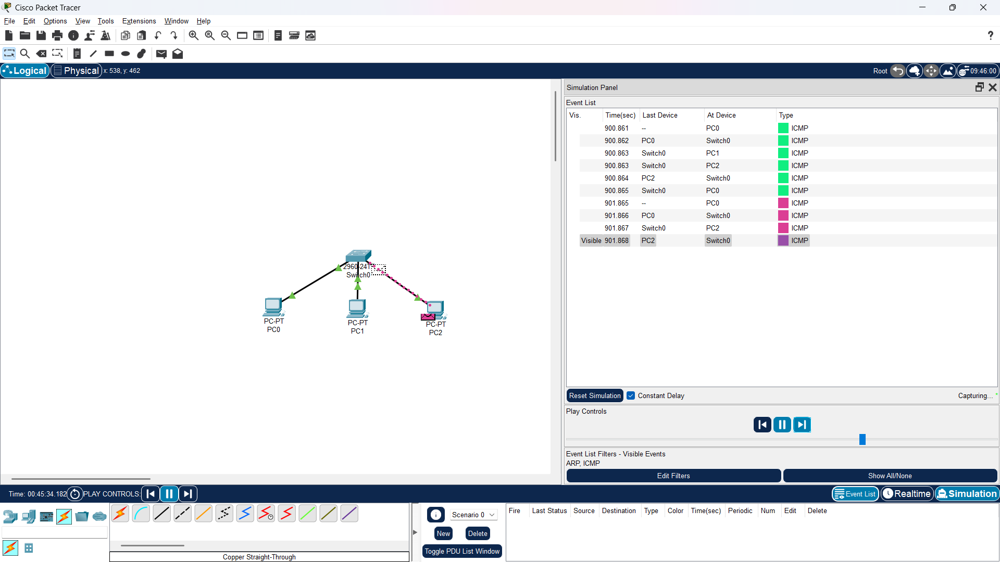 Cisco Packet Tracer
File Edit Options View Tools Extensions Window Help
?
Logical Physical x: 538, y: 462 Root 09:46:00
Simulation Panel
Event List
Vis. Time(sec) Last Device At Device Type
900.861 -- PC0 ICMP
900.862 PC0 Switch0 ICMP
900.863 Switch0 PC1 ICMP
900.863 Switch0 PC2 ICMP
900.864 PC2 Switch0 ICMP
900.865 Switch0 PC0 ICMP
901.865 -- PC0 ICMP
901.866 PC0 Switch0 ICMP
901.867 Switch0 PC2 ICMP
Visible 901.868 PC2 Switch0 ICMP
Switch0
PC-PT
PC0
PC-PT
PC1
PC-PT
PC2
Reset Simulation Constant Delay Capturing... *
Play Controls
Event List Filters - Visible Events
ARP, ICMP
Edit Filters Show All/None
Time: 00:45:34.182 PLAY CONTROLS: Event List Realtime Simulation
Scenario 0
New Delete
Toggle PDU List Window
Fire Last Status Source Destination Type Color Time(sec) Periodic Num Edit Delete
Copper Straight-Through